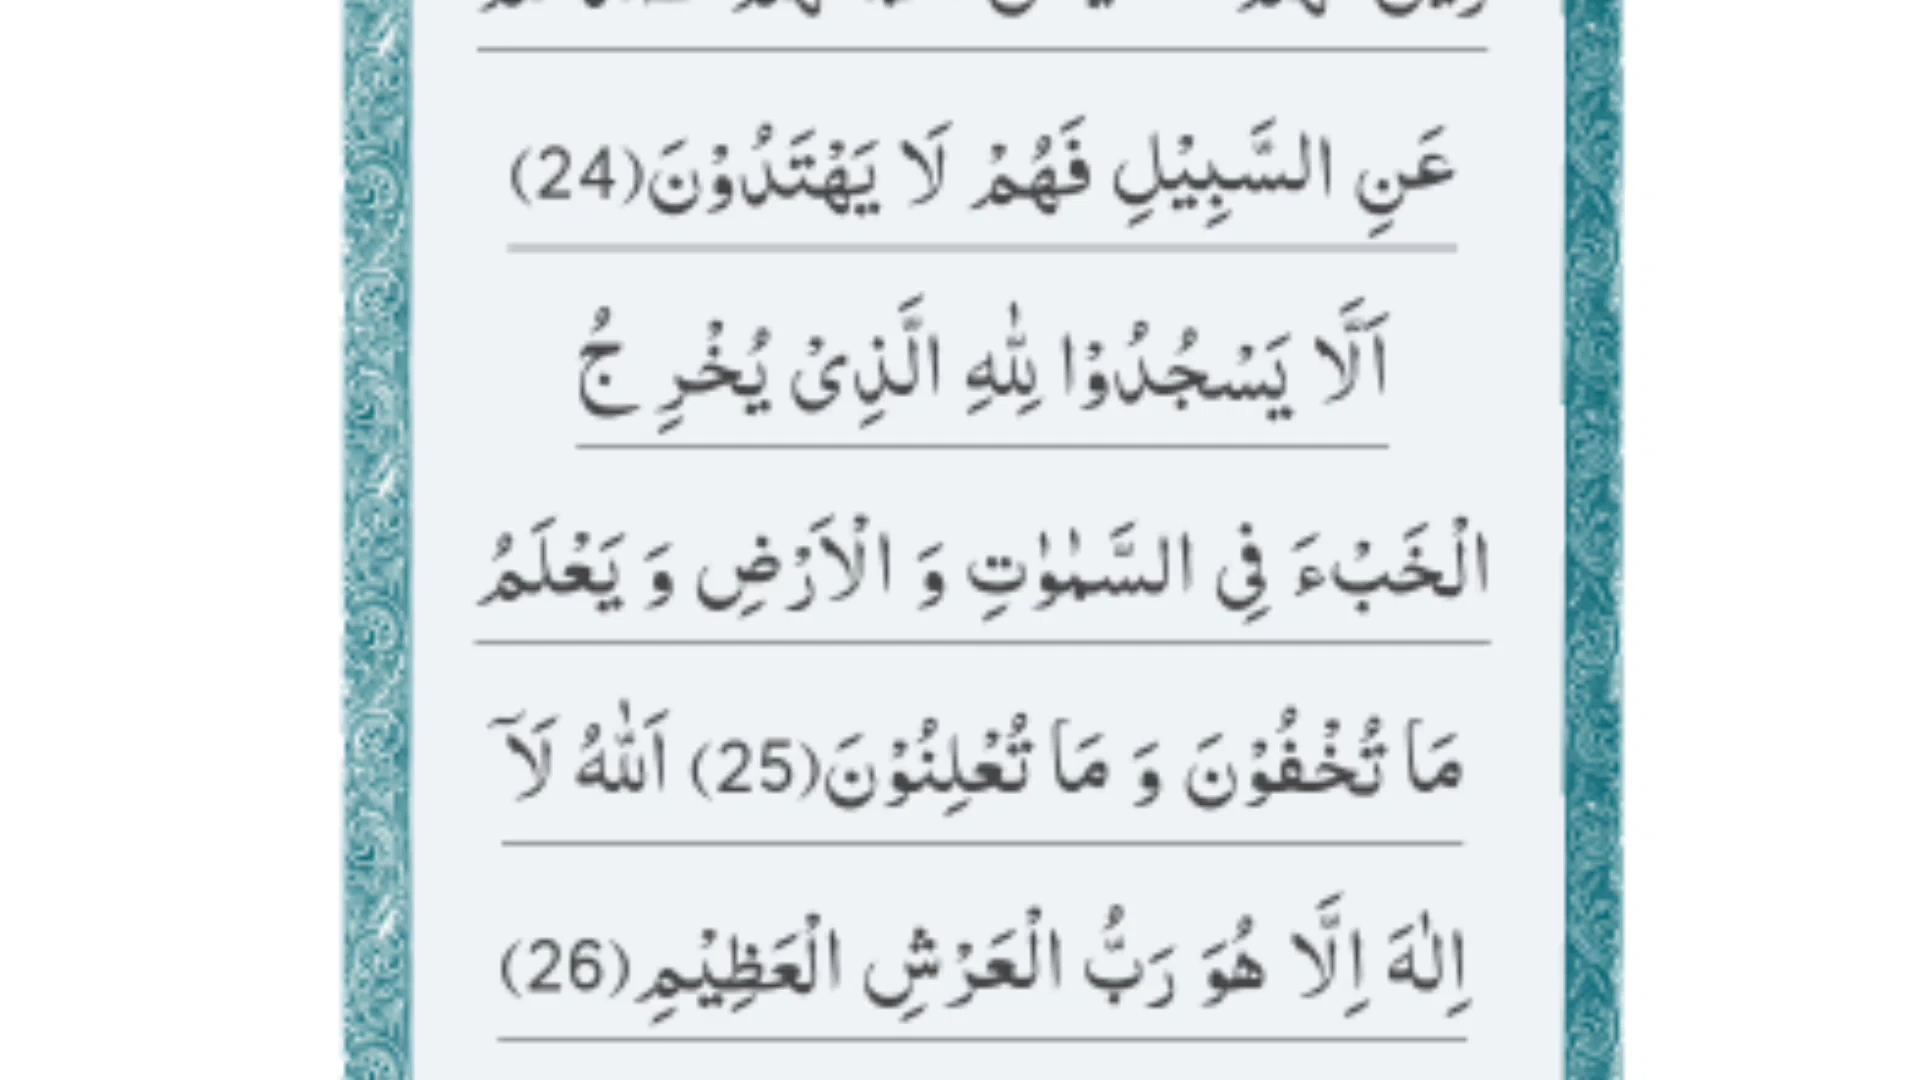 عَنِ السَّبِیْلِ فَهُمْ لَا یَهْتَدُوْنَ(24)
اَلَّا یَسْجُدُوْا لِلّٰهِ الَّذِیْ یُخْرِ جُ
الْخَبْءَ فِی السَّمٰوٰتِ وَ الْاَرْضِ وَ یَعْلَمُ
مَا تُخْفُوْنَ وَ مَا تُعْلِنُوْنَ(25) اَللّٰهُ لَاۤ
اِلٰهَ اِلَّا هُوَ رَبُّ الْعَرْشِ الْعَظِیْمِ(26)